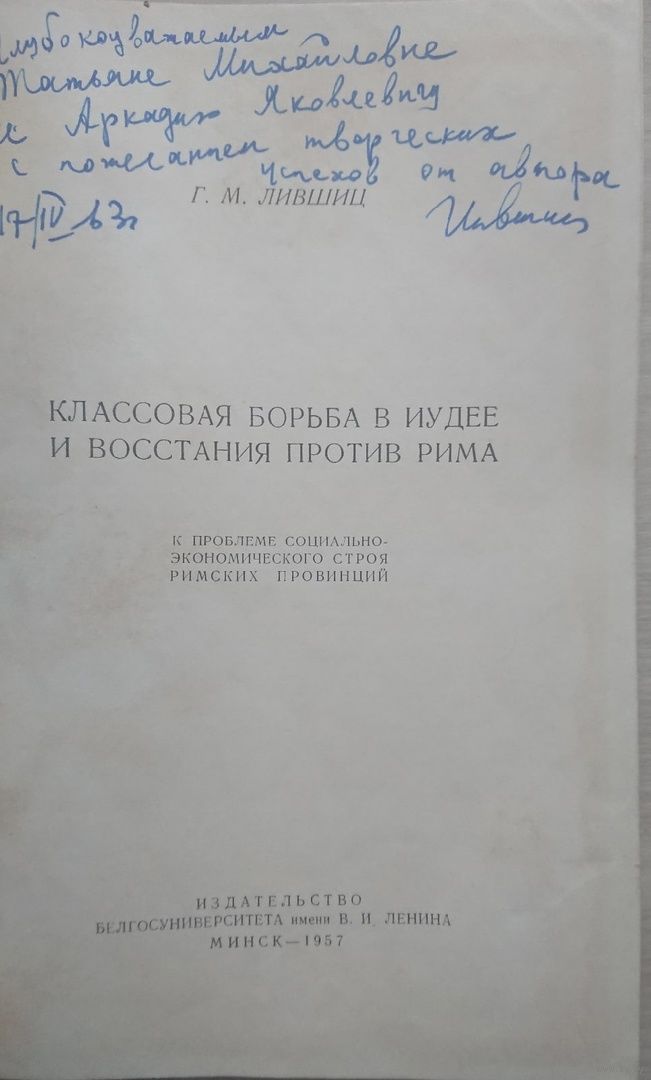 Глубокоуважаемым
Татьяне Михайловне
и Аркадию Яковлевичу
с пожеланием творческих
успехов от автора
Г. М. ЛИВШИЦ
17/IV 63г
Лившиц
КЛАССОВАЯ БОРЬБА В ИУДЕЕ
И ВОССТАНИЯ ПРОТИВ РИМА
К ПРОБЛЕМЕ СОЦИАЛЬНО-
ЭКОНОМИЧЕСКОГО СТРОЯ
РИМСКИХ ПРОВИНЦИЙ
ИЗДАТЕЛЬСТВО
БЕЛГОСУНИВЕРСИТЕТА имени В. И. ЛЕНИНА
МИНСК—1957